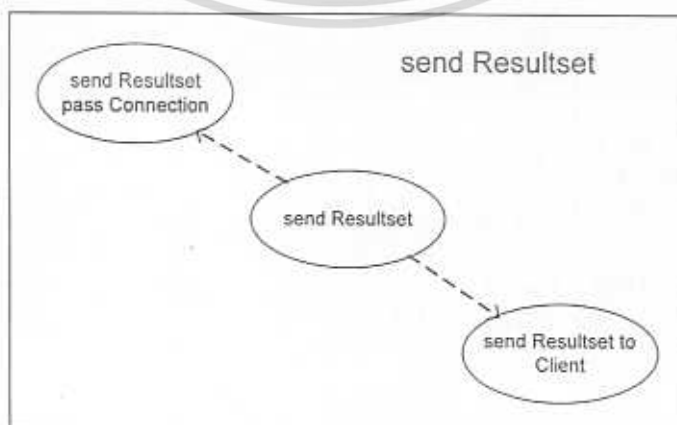 send Resultset
send Resultset
pass Connection
send Resultset
send Resultset to
Client